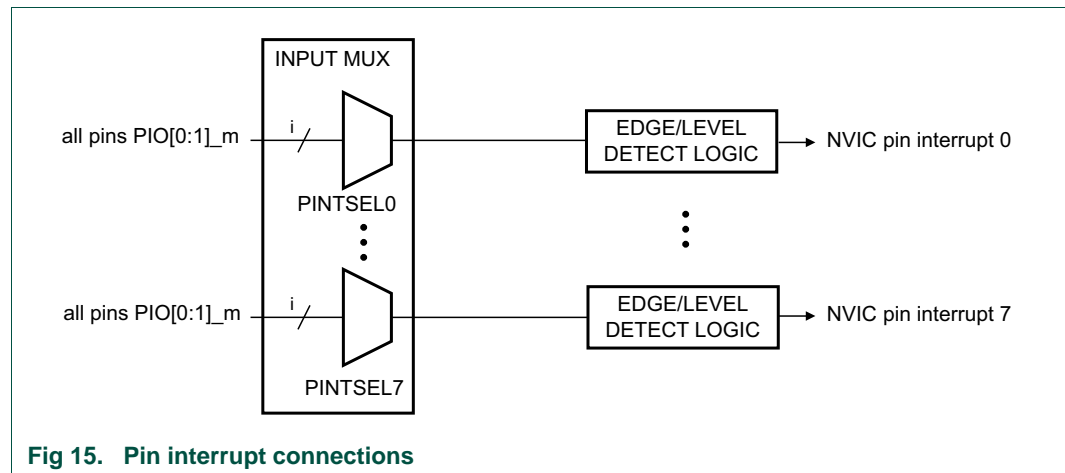 INPUT MUX
all pins PIO[0:1]_m
i
PINTSEL0
EDGE/LEVEL
DETECT LOGIC
NVIC pin interrupt 0
all pins PIO[0:1]_m
i
PINTSEL7
EDGE/LEVEL
DETECT LOGIC
NVIC pin interrupt 7
Fig 15. Pin interrupt connections